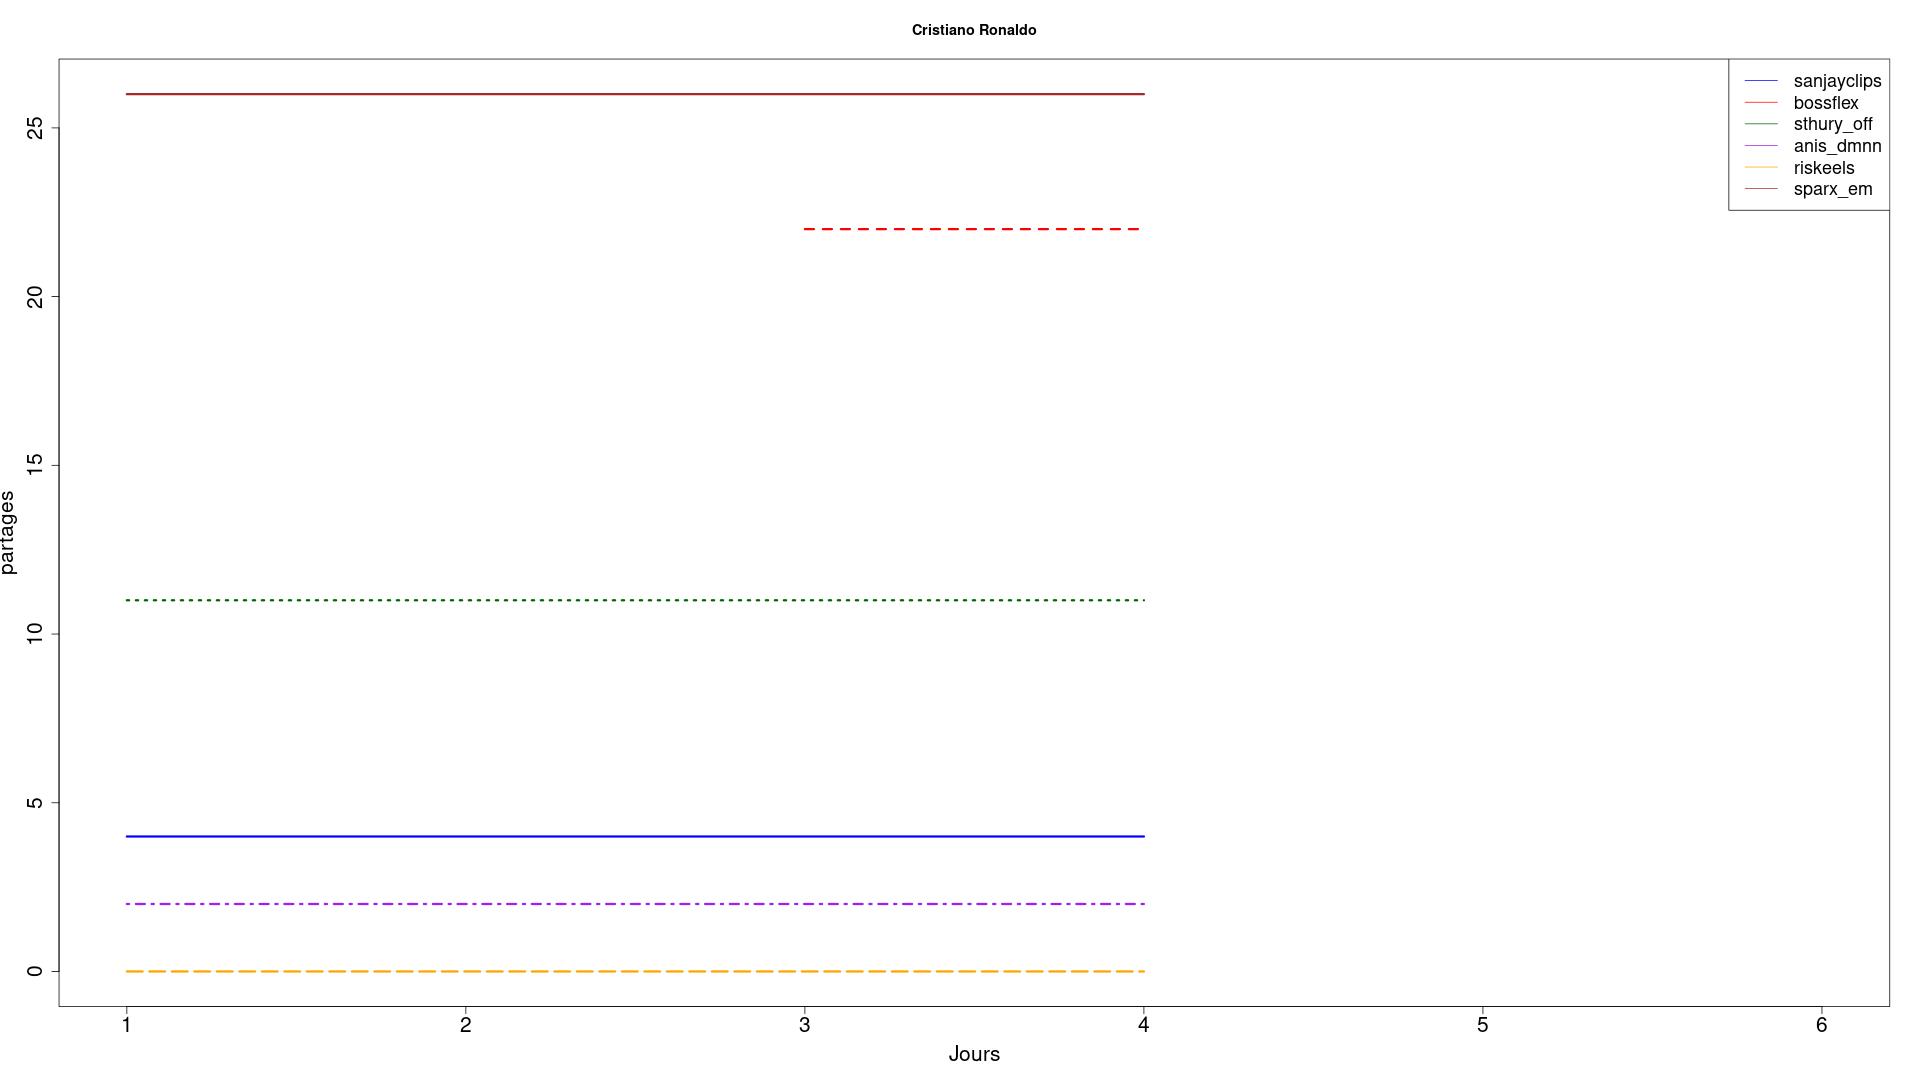 Cristiano Ronaldo
sanjayclips
bossflex
sthury_off
anis_dmnn
riskeels
sparx_em
25
20
15
10
5
0
partages
1 2 3 4 5 6
Jours